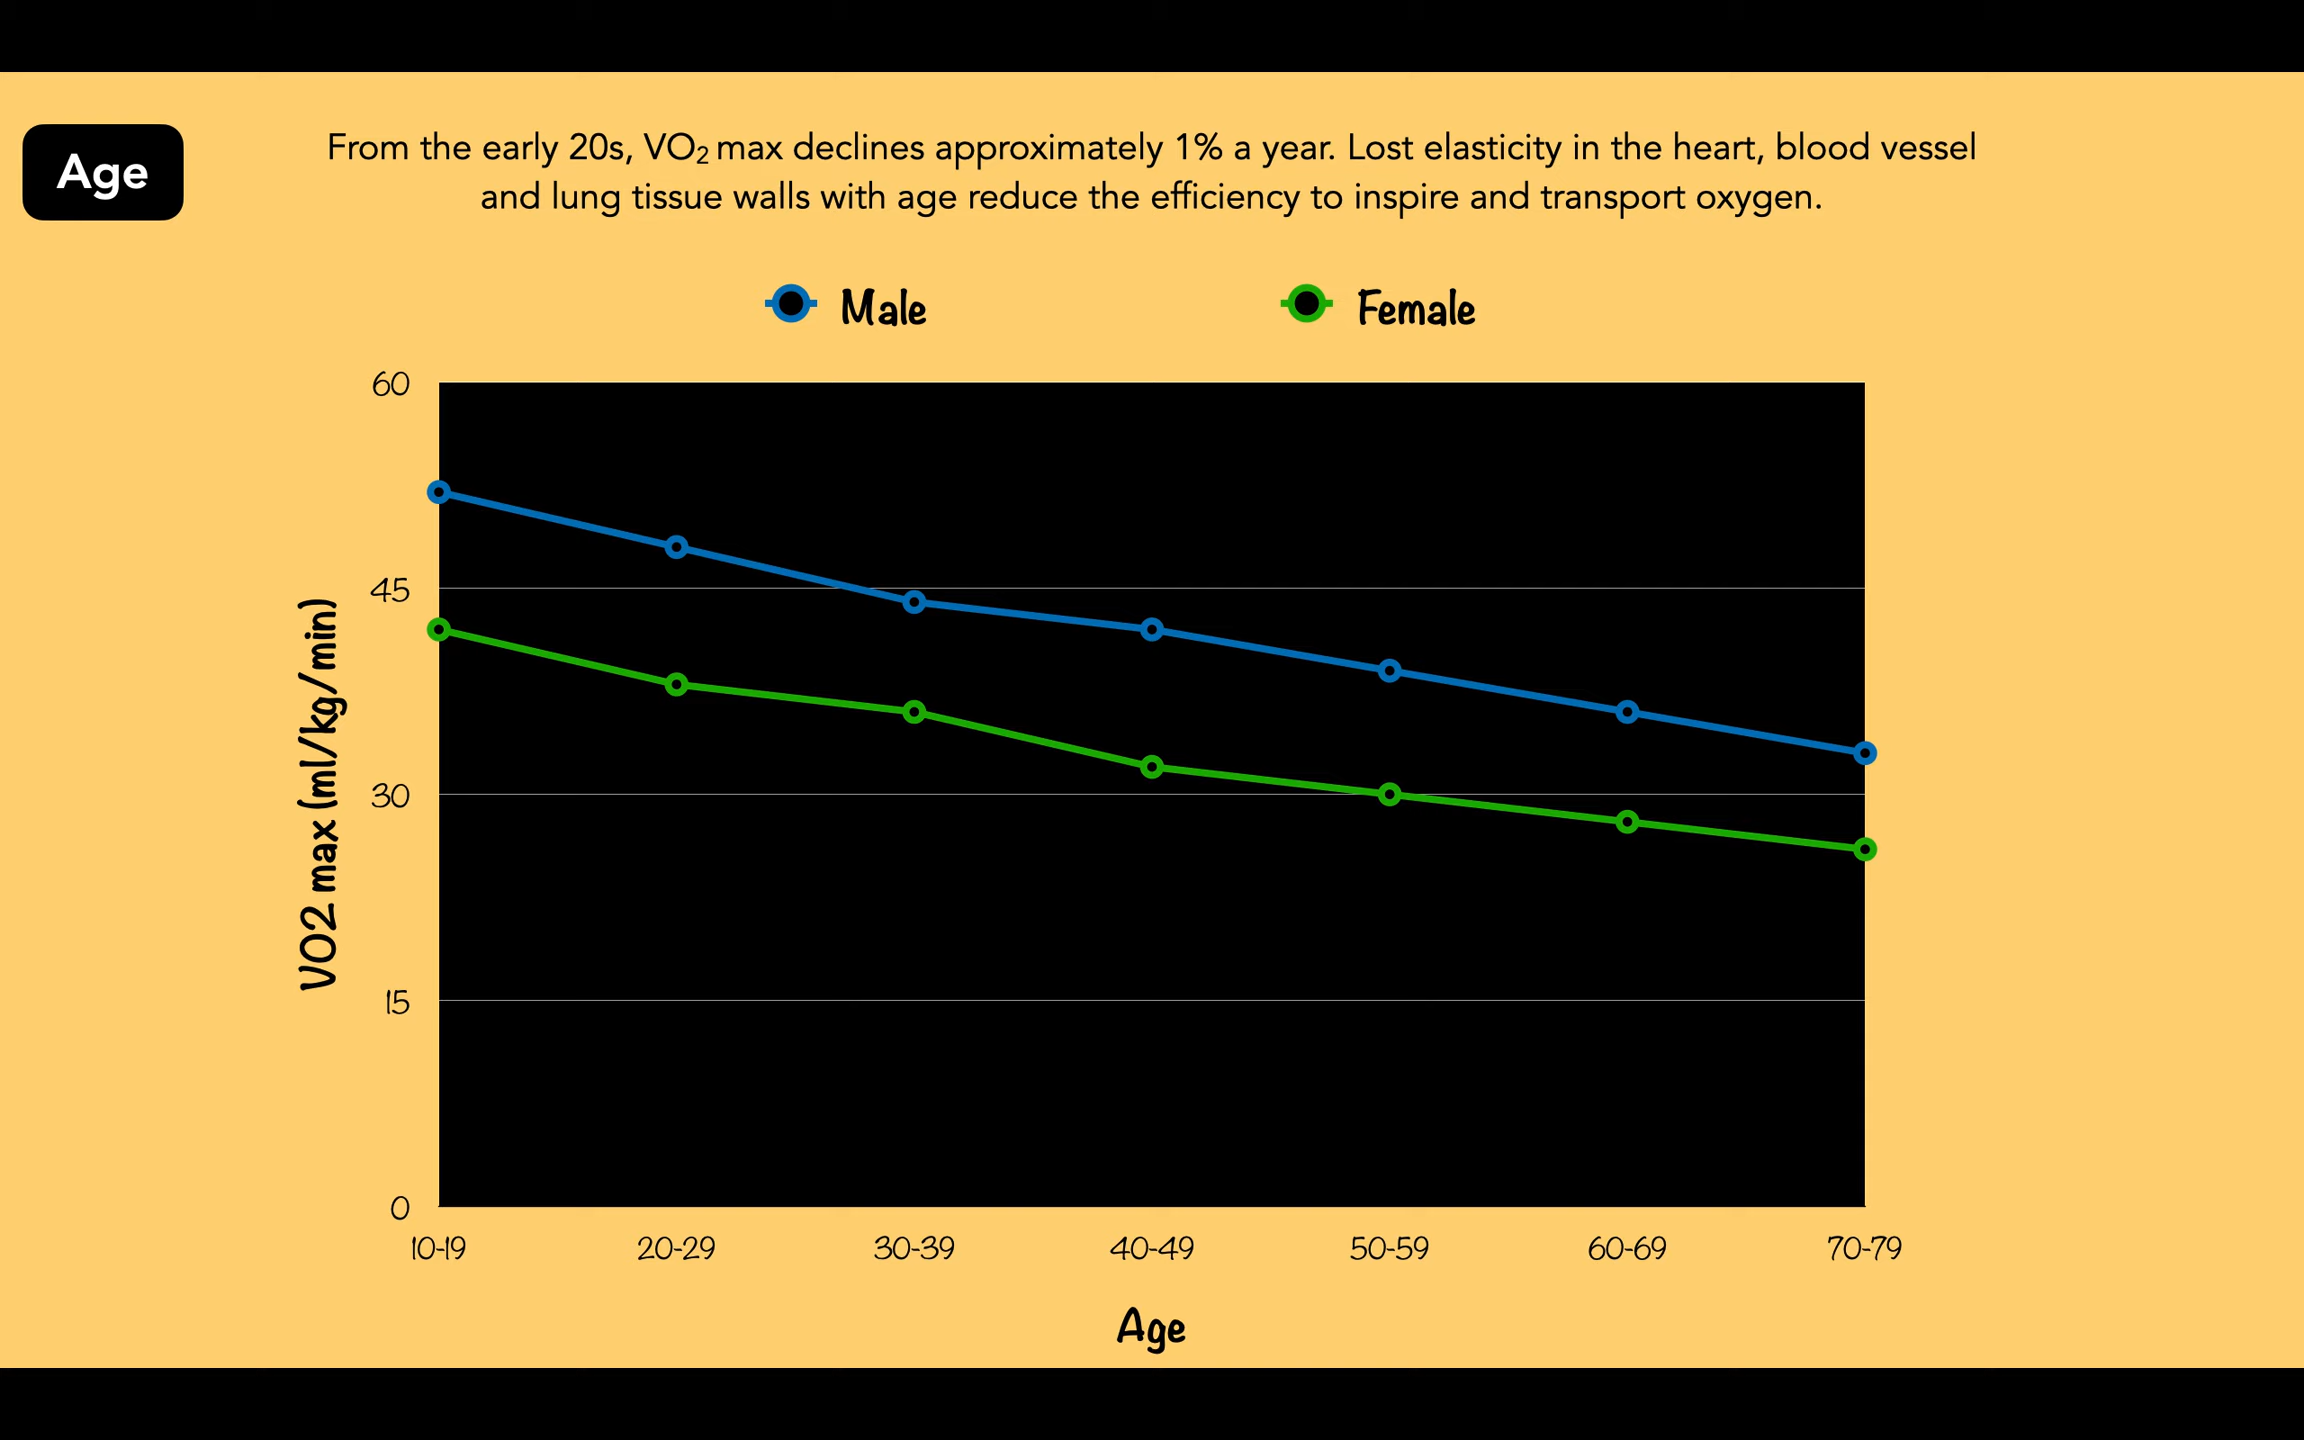 Age
From the early 20s, VO₂ max declines approximately 1% a year. Lost elasticity in the heart, blood vessel
and lung tissue walls with age reduce the efficiency to inspire and transport oxygen.
Male
Female
60
45
30
15
0
VO2 max (ml/kg/min)
10-19
20-29
30-39
40-49
50-59
60-69
70-79
Age